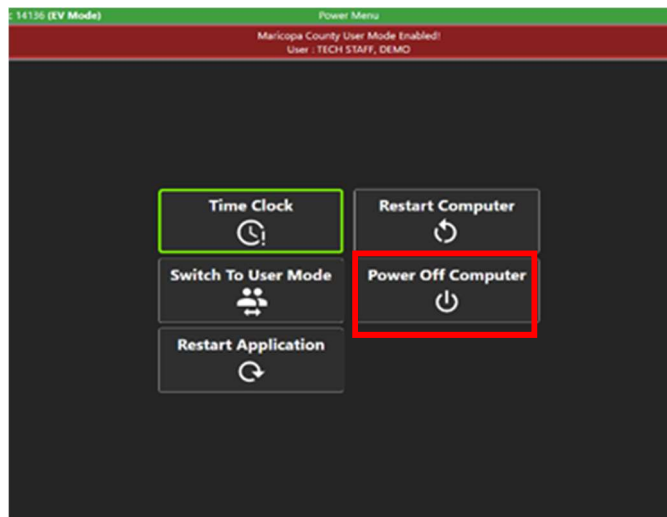 : 14136 (EV Mode) Power Menu
Maricopa County User Mode Enabled!
User : TECH STAFF, DEMO
Time Clock
Restart Computer
Switch To User Mode
Power Off Computer
Restart Application